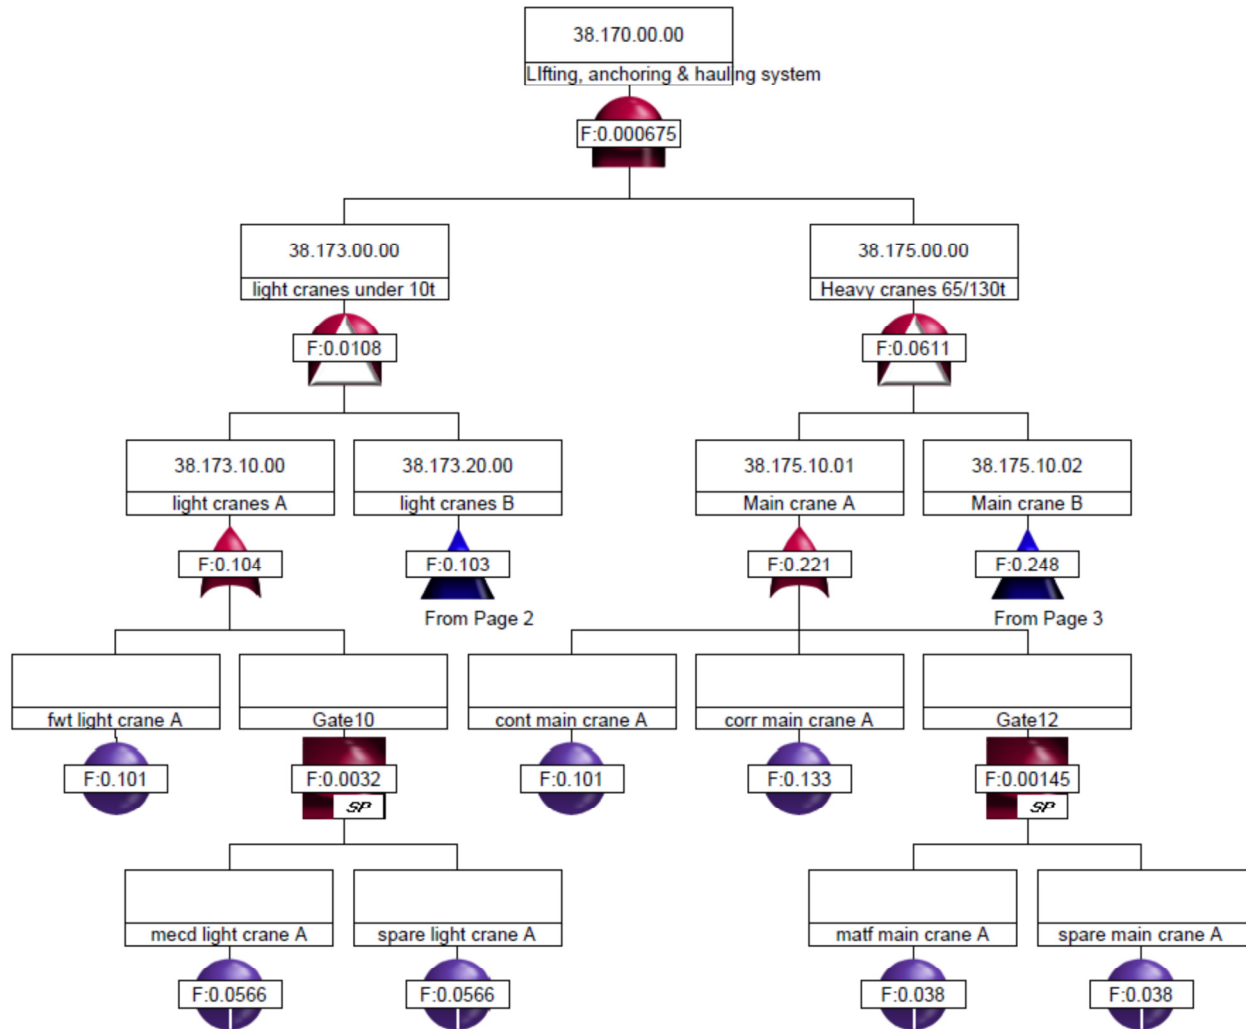 38.170.00.00
LIfting, anchoring & hauling system
F:0.000675
38.173.00.00
light cranes under 10t
F:0.0108
38.175.00.00
Heavy cranes 65/130t
F:0.0611
38.173.10.00
light cranes A
F:0.104
38.173.20.00
light cranes B
F:0.103
From Page 2
38.175.10.01
Main crane A
F:0.221
38.175.10.02
Main crane B
F:0.248
From Page 3
fwt light crane A
F:0.101
Gate10
F:0.0032
SP
cont main crane A
F:0.101
corr main crane A
F:0.133
Gate12
F:0.00145
SP
mecd light crane A
F:0.0566
spare light crane A
F:0.0566
matf main crane A
F:0.038
spare main crane A
F:0.038